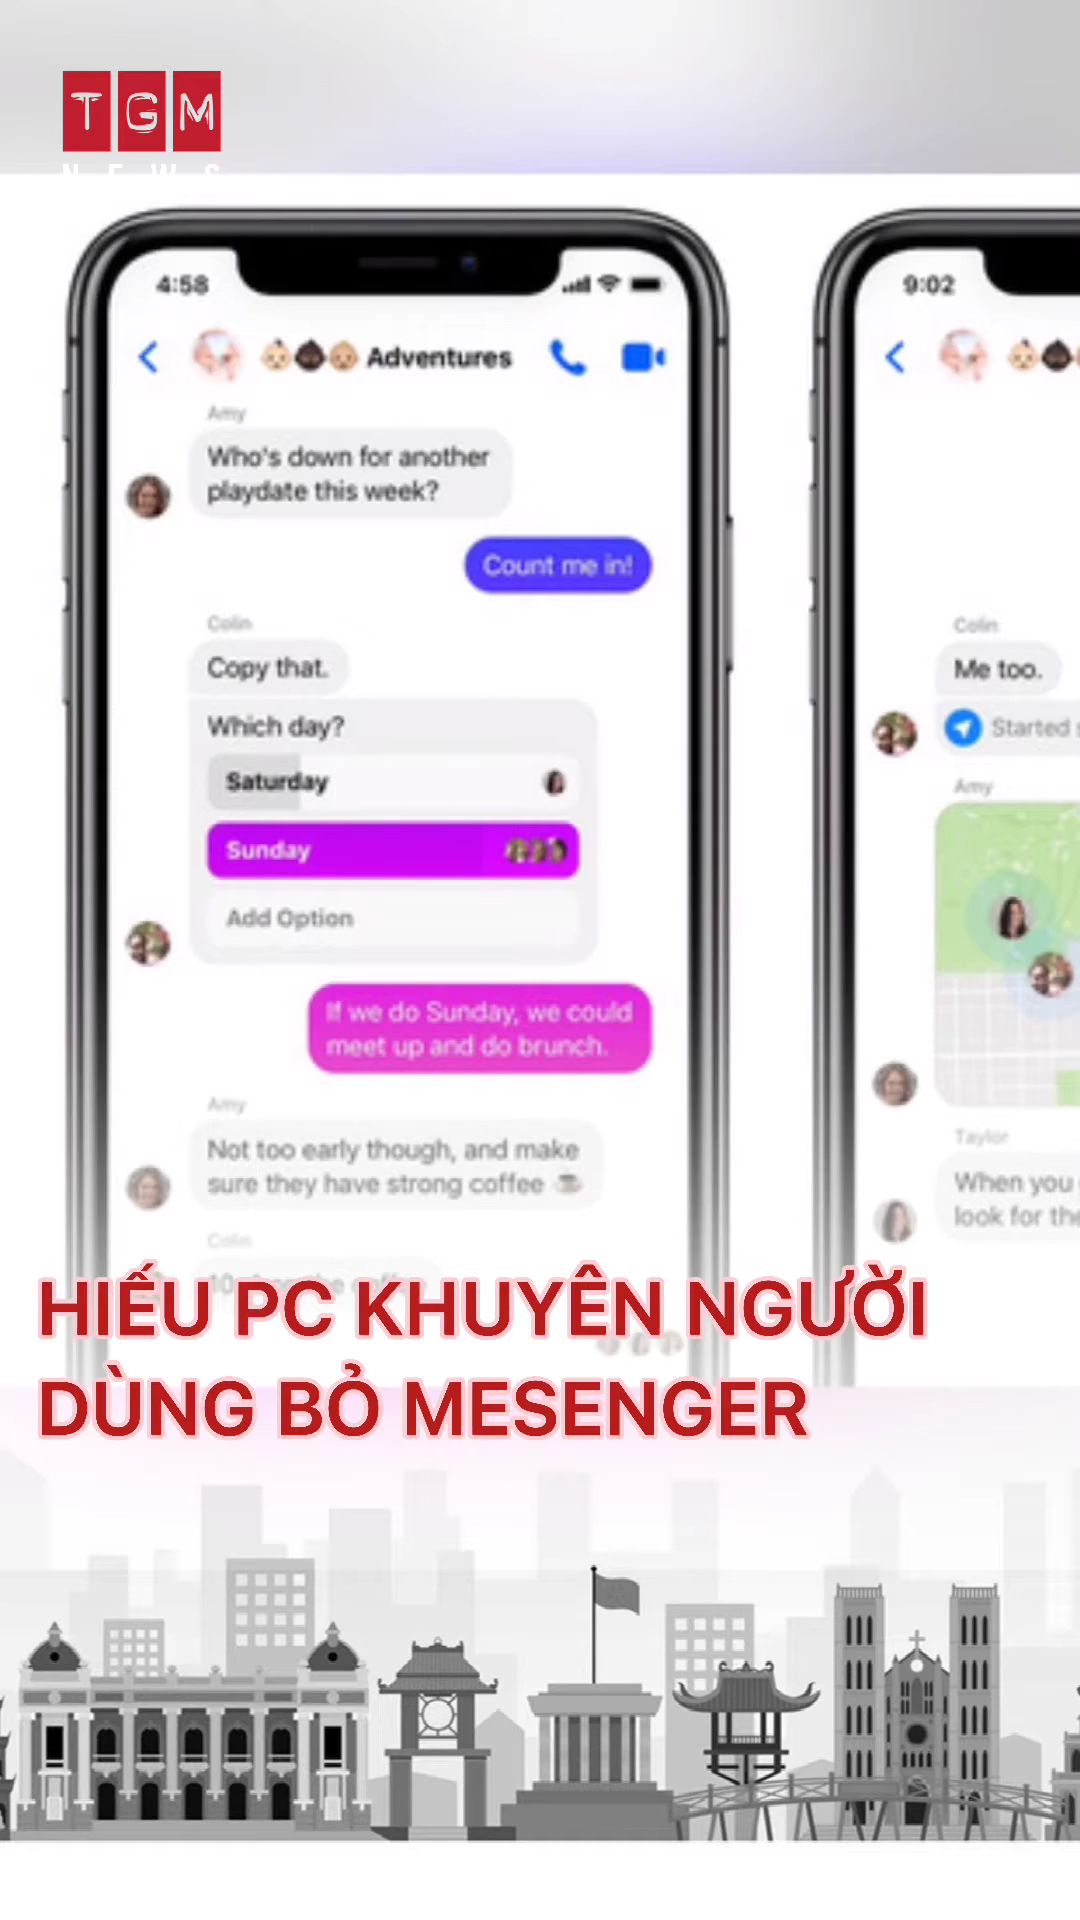 TGM
NEWS
4:58
Adventures
Amy
Who's down for another
playdate this week?
Count me in!
Colin
Copy that.
Which day?
Saturday
Sunday
Add Option
If we do Sunday, we could
meet up and do brunch.
Amy
Not too early though, and make
sure they have strong coffee ☕
Colin
9:02
Colin
Me too.
Started
Amy
Taylor
When you
look for the
HIẾU PC KHUYÊN NGƯỜI
DÙNG BỎ MESENGER